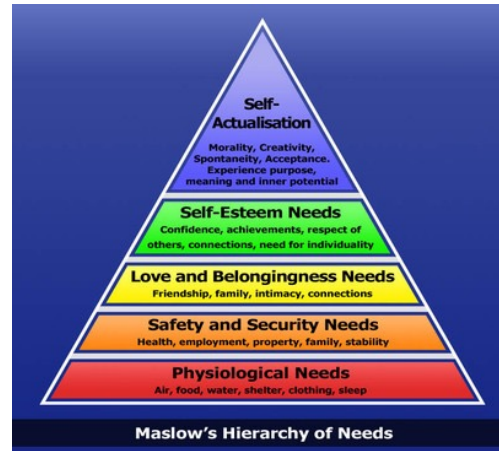 Self-
Actualisation
Morality, Creativity,
Spontaneity, Acceptance.
Experience purpose,
meaning and inner potential
Self-Esteem Needs
Confidence, achievements, respect of
others, connections, need for individuality
Love and Belongingness Needs
Friendship, family, intimacy, connections
Safety and Security Needs
Health, employment, property, family, stability
Physiological Needs
Air, food, water, shelter, clothing, sleep
Maslow's Hierarchy of Needs